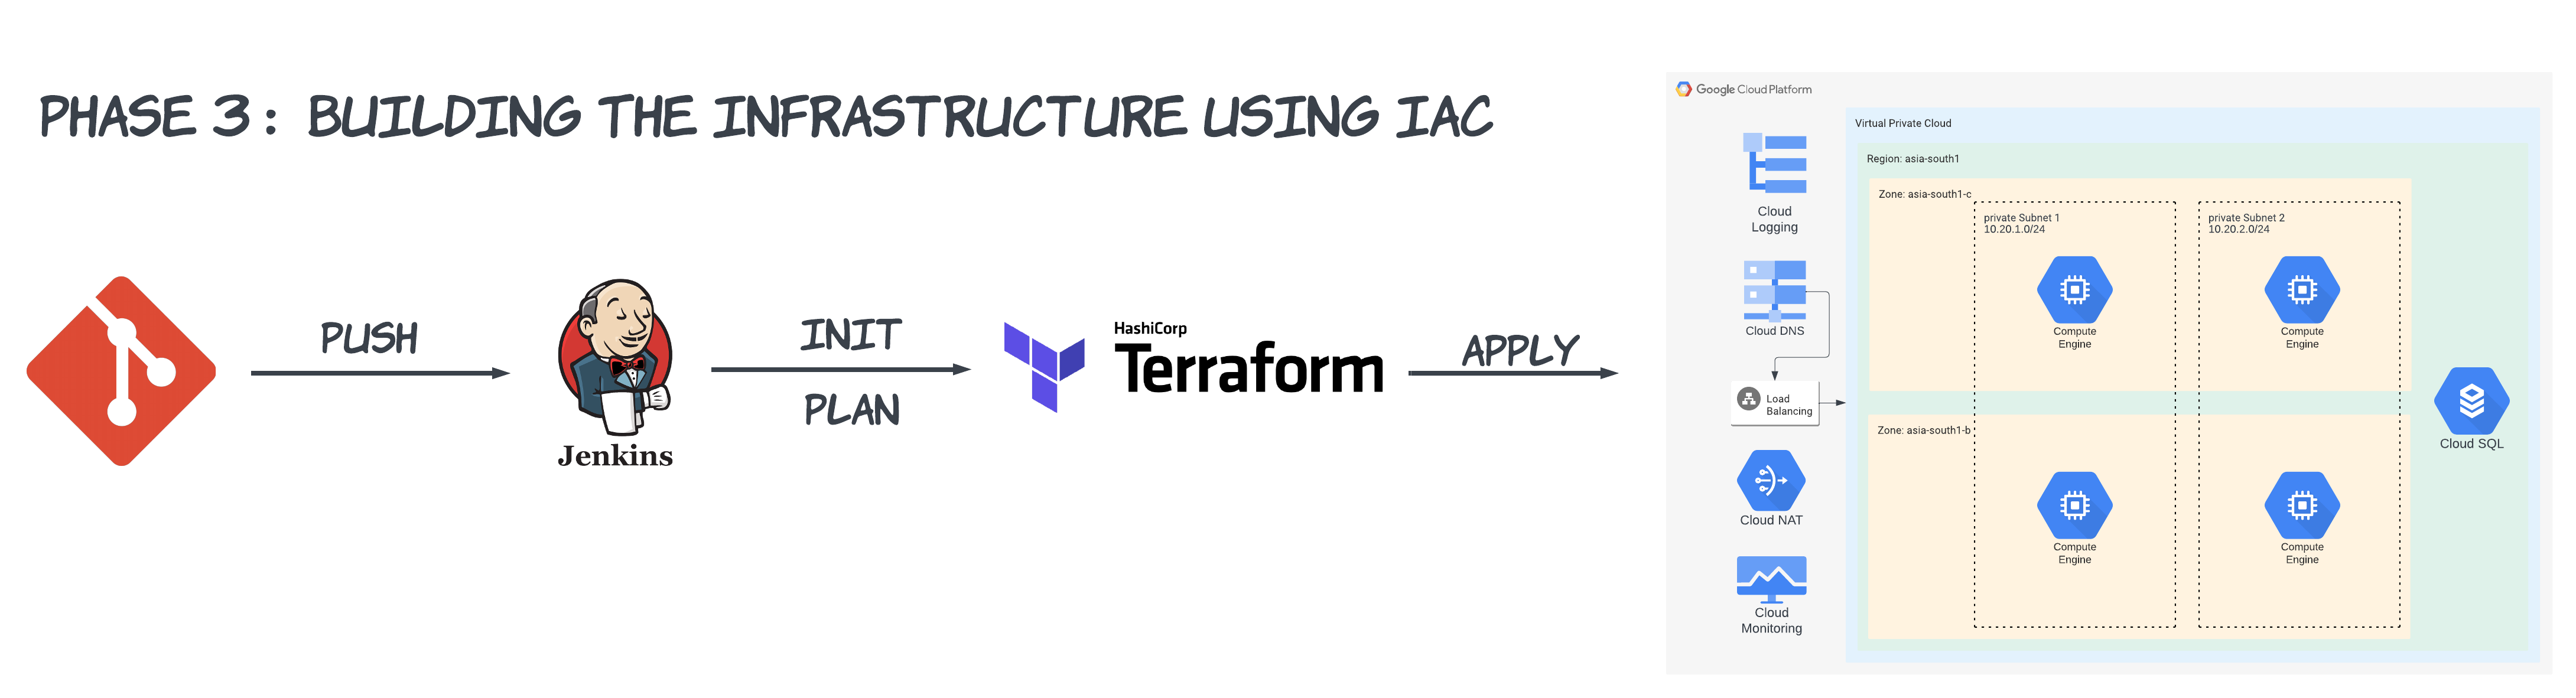 PHASE 3: BUILDING THE INFRASTRUCTURE USING IAC
PUSH
Jenkins
INIT
PLAN
HashiCorp
Terraform
APPLY
Google Cloud Platform
Cloud
Logging
Cloud DNS
Load
Balancing
Cloud NAT
Cloud
Monitoring
Virtual Private Cloud
Region: asia-south1
Zone: asia-south1-c
private Subnet 1
10.20.1.0/24
Compute
Engine
private Subnet 2
10.20.2.0/24
Compute
Engine
Zone: asia-south1-b
Compute
Engine
Compute
Engine
Cloud SQL